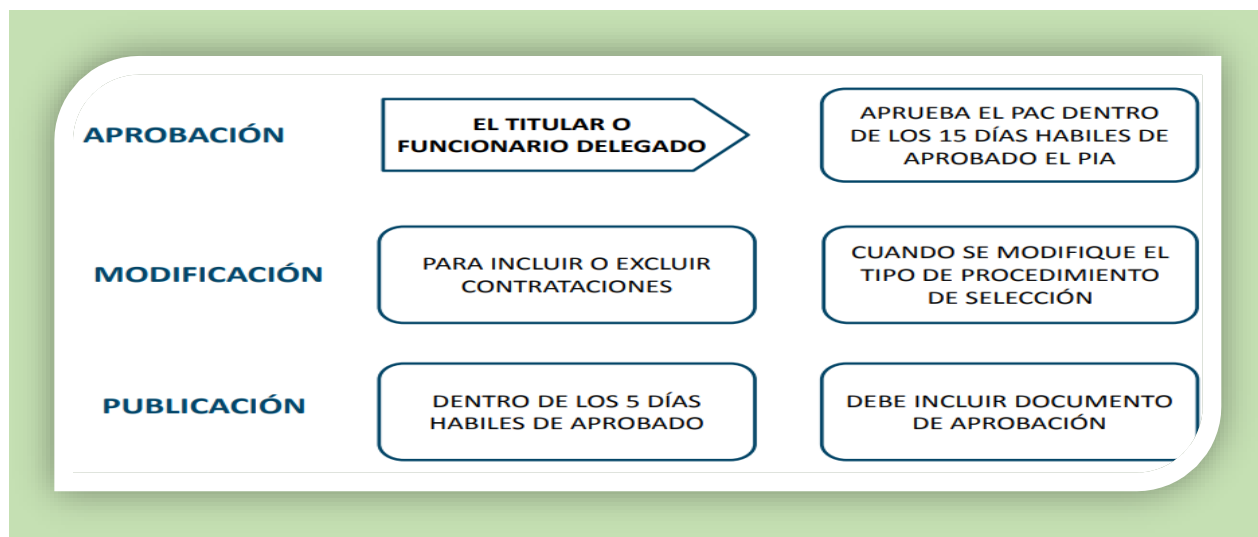 APROBACIÓN
EL TITULAR O
FUNCIONARIO DELEGADO
APRUEBA EL PAC DENTRO
DE LOS 15 DÍAS HABILES DE
APROBADO EL PIA
MODIFICACIÓN
PARA INCLUIR O EXCLUIR
CONTRATACIONES
CUANDO SE MODIFIQUE EL
TIPO DE PROCEDIMIENTO
DE SELECCIÓN
PUBLICACIÓN
DENTRO DE LOS 5 DÍAS
HABILES DE APROBADO
DEBE INCLUIR DOCUMENTO
DE APROBACIÓN